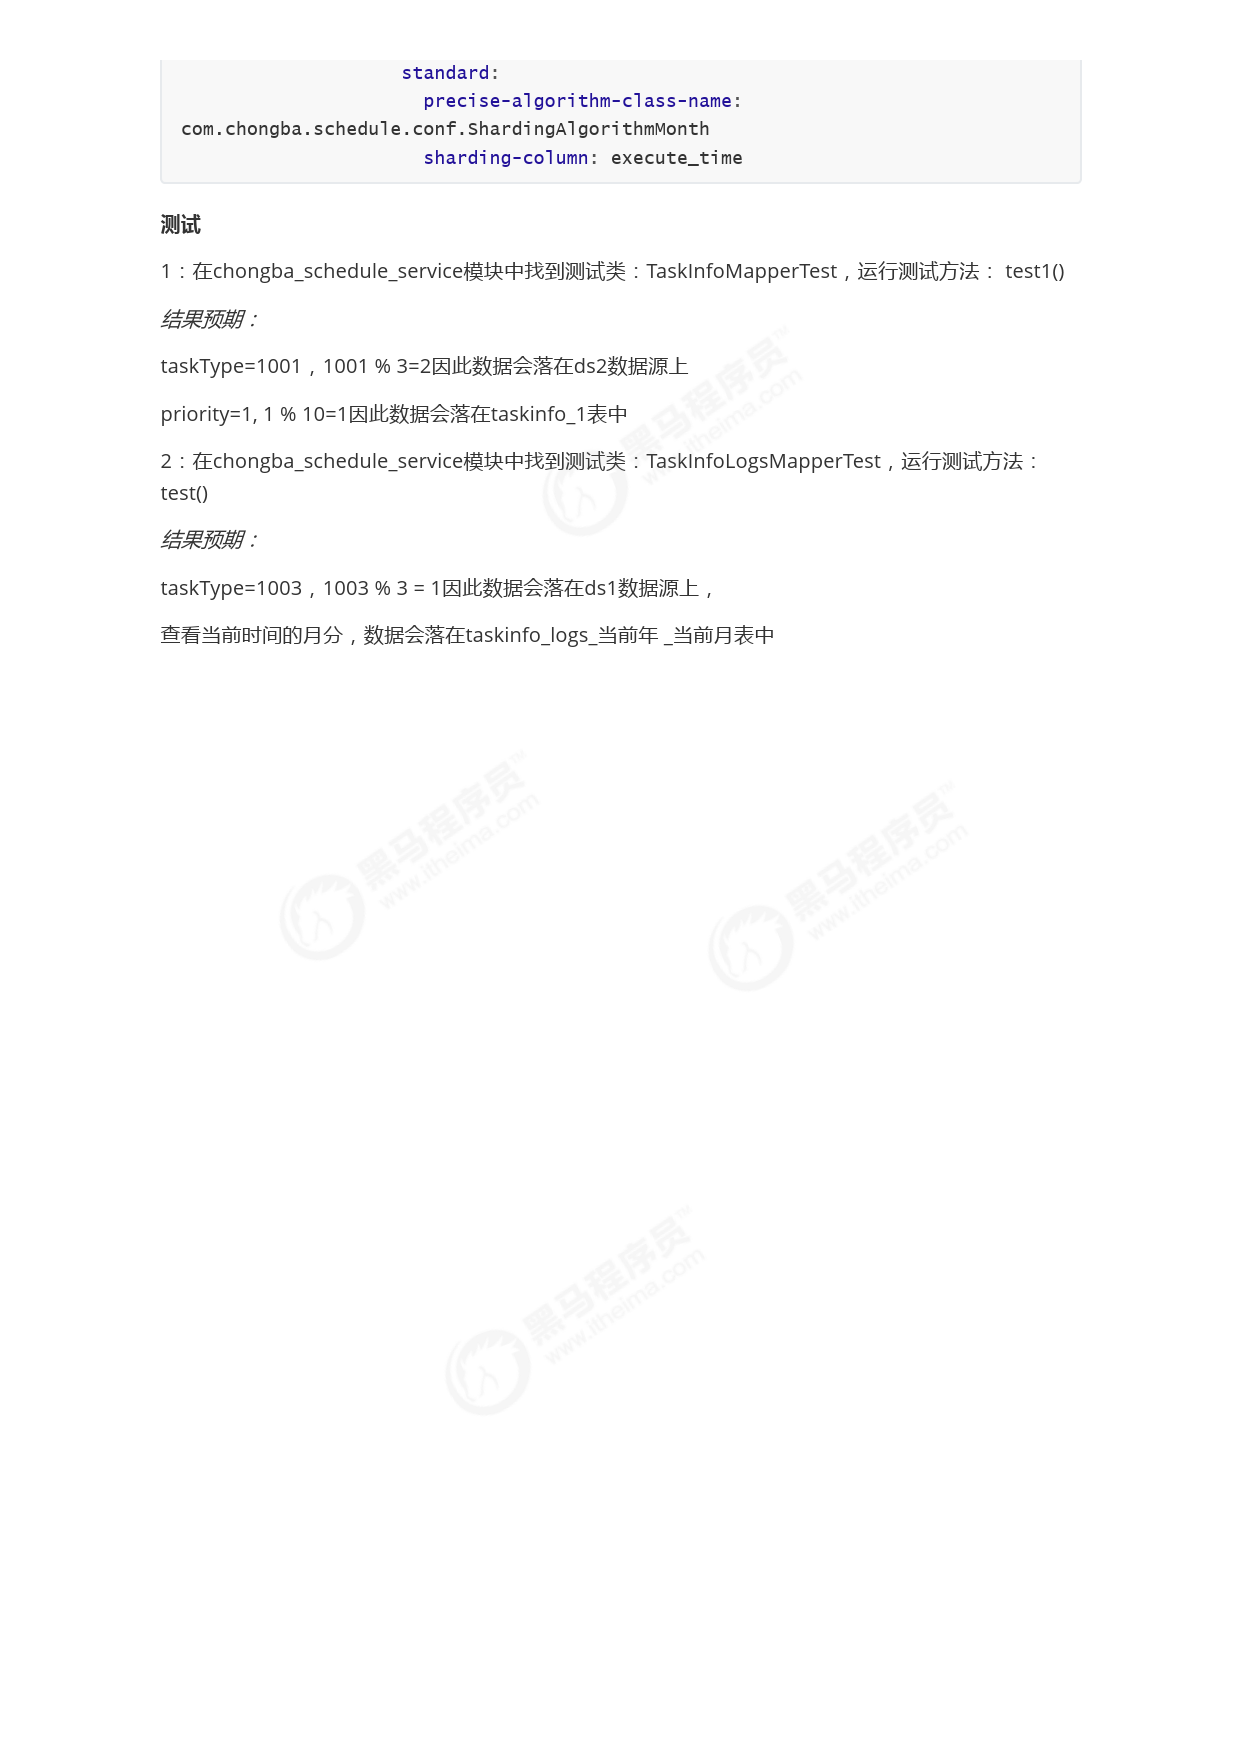 standard:
precise-algorithm-class-name:
com.chongba.schedule.conf.ShardingAlgorithmMonth
sharding-column: execute_time
测试
1：在chongba_schedule_service模块中找到测试类：TaskInfoMapperTest，运行测试方法： test1()
结果预期：
taskType=1001，1001 % 3=2因此数据会落在ds2数据源上
priority=1, 1 % 10=1因此数据会落在taskinfo_1表中
2：在chongba_schedule_service模块中找到测试类：TaskInfoLogsMapperTest，运行测试方法：
test()
结果预期：
taskType=1003，1003 % 3 = 1因此数据会落在ds1数据源上，
查看当前时间的月分，数据会落在taskinfo_logs_当前年 _当前月表中
黑马程序员™
www.itheima.com
黑马程序员™
www.itheima.com
黑马程序员™
www.itheima.com
黑马程序员™
www.itheima.com